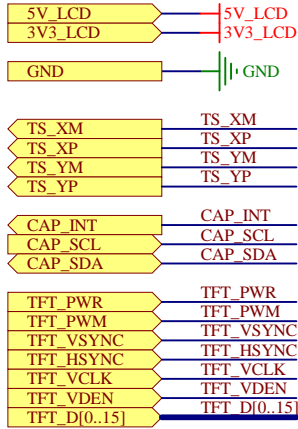 5V_LCD 5V_LCD
3V3_LCD 3V3_LCD
GND GND
TS_XM TS_XM
TS_XP TS_XP
TS_YM TS_YM
TS_YP TS_YP
CAP_INT CAP_INT
CAP_SCL CAP_SCL
CAP_SDA CAP_SDA
TFT_PWR TFT_PWR
TFT_PWM TFT_PWM
TFT_VSYNC TFT_VSYNC
TFT_HSYNC TFT_HSYNC
TFT_VCLK TFT_VCLK
TFT_VDEN TFT_VDEN
TFT_D[0..15] TFT_D[0..15]